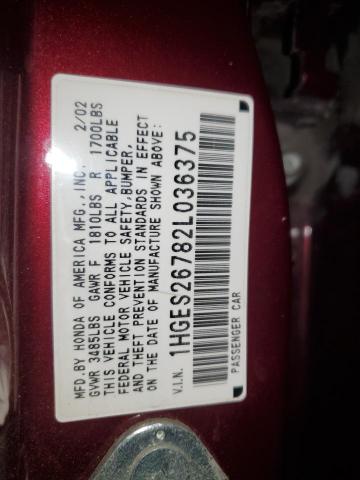 MFD.BY HONDA OF AMERICA MFG.,INC. 2/02
GVWR 3485LBS GAWR F 1810LBS R 1700LBS
THIS VEHICLE CONFORMS TO ALL APPLICABLE
FEDERAL MOTOR VEHICLE SAFETY,BUMPER,
AND THEFT PREVENTION STANDARDS IN EFFECT
ON THE DATE OF MANUFACTURE SHOWN ABOVE:
V.I.N. 1HGES26782L036375
PASSENGER CAR